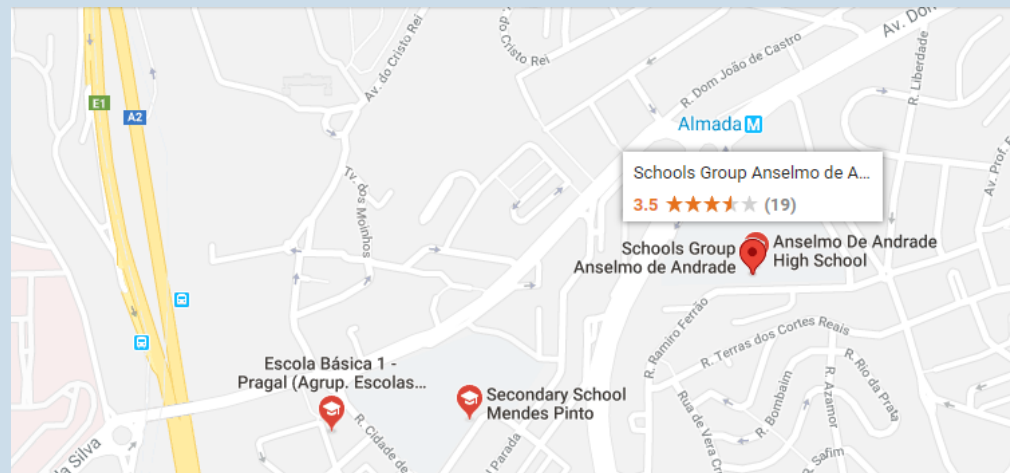 Av. do Cristo Rei
Cristo Rei
R. Dom João de Castro
Av. Dom
R. Liberdade
E1
A2
Almada M
Av. Prof. E
Tv. dos Moinhos
Schools Group Anselmo de A...
3.5 (19)
Schools Group
Anselmo de Andrade
Anselmo De Andrade
High School
R. Ramiro Ferrão
R. Terras dos Cortes Reais
Escola Básica 1 -
Pragal (Agrup. Escolas...
Secondary School
Mendes Pinto
R. Cidade de
Parada
Rua de Vera Cru
R. Bombaim
R. Azamor
R. Rio da Prata
R. Safim
da Silva